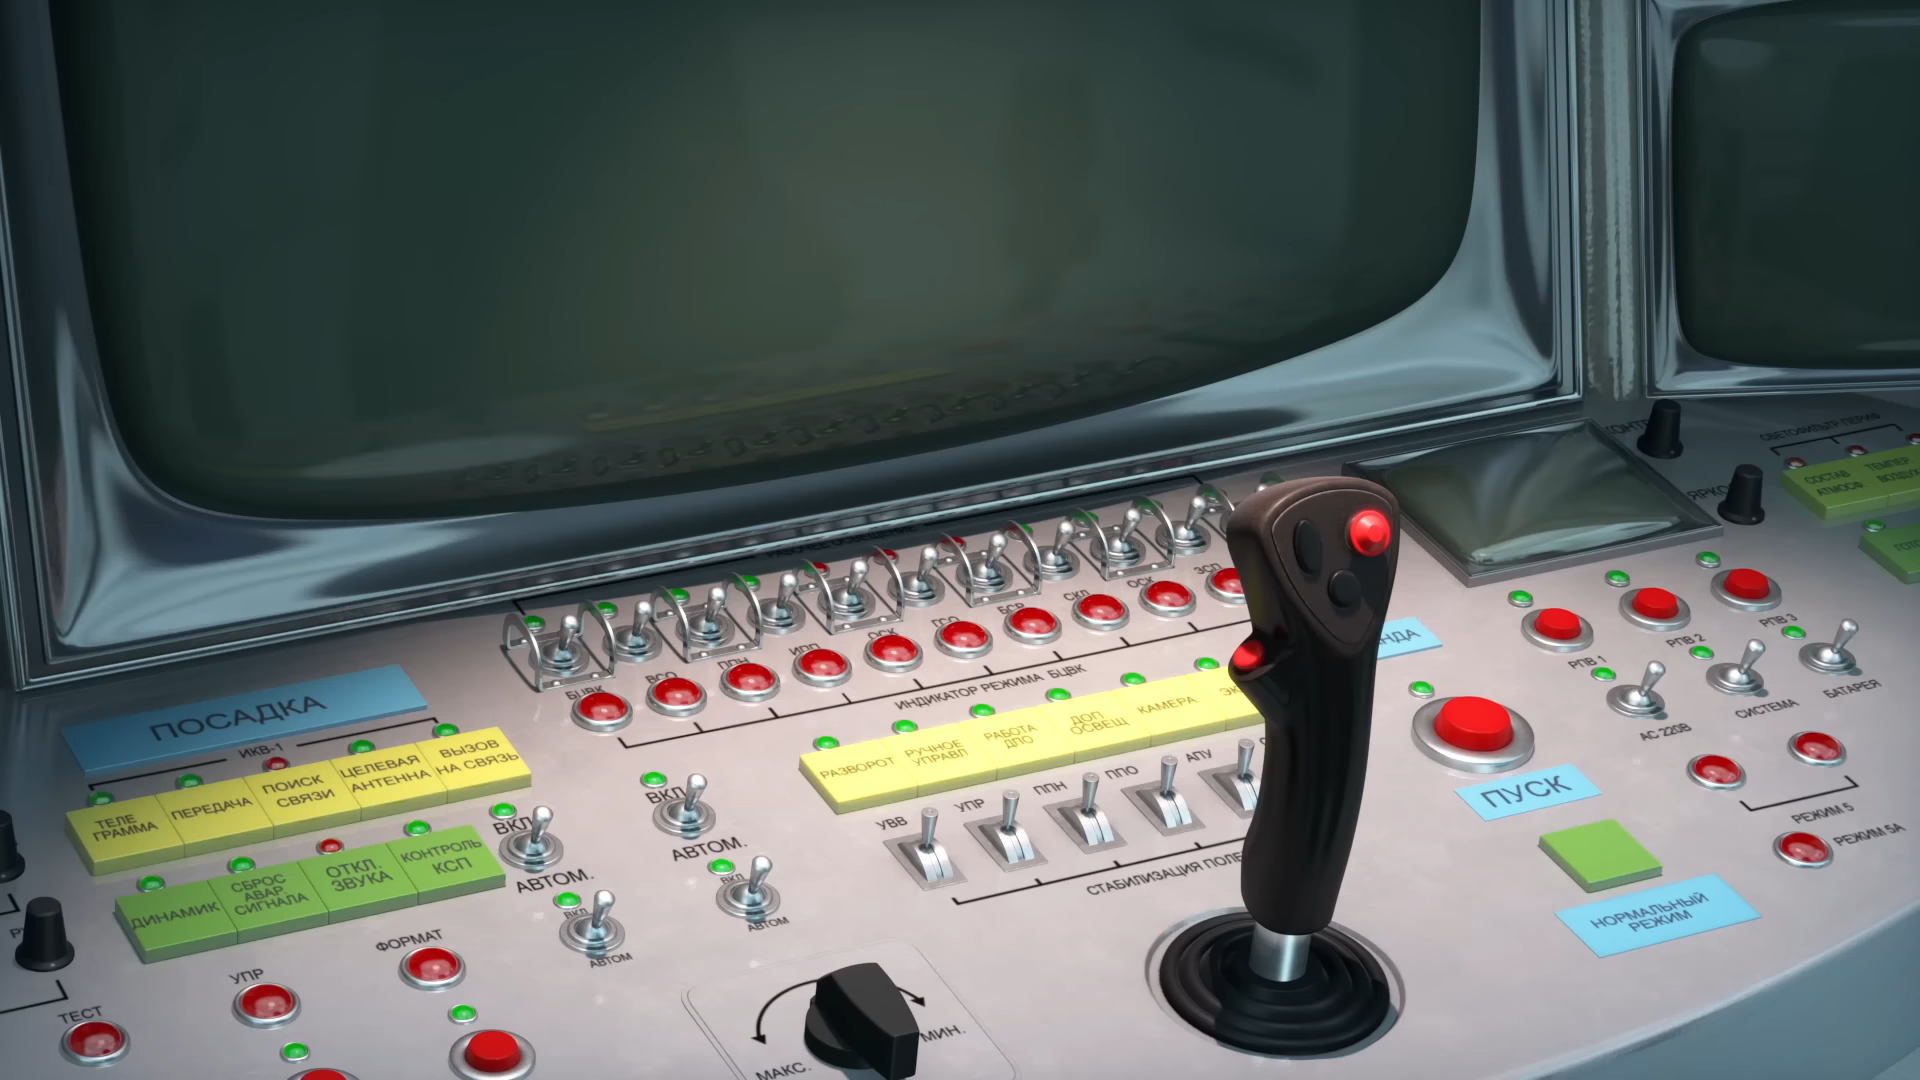 ПОСАДКА
ИКВ-1
ТЕЛЕ
ГРАММА
ПЕРЕДАЧА
ПОИСК
СВЯЗИ
ЦЕЛЕВАЯ
АНТЕННА
ВЫЗОВ
НА СВЯЗЬ
ДИНАМИК
СБРОС
АВАР.
СИГНАЛА
ОТКЛ.
ЗВУКА
КОНТРОЛЬ
КСП
ВКЛ
АВТОМ.
ВКЛ
АВТОМ
ВКЛ
АВТОМ.
ВКЛ
АВТОМ
ФОРМАТ
УПР
ТЕСТ
МАКС.
МИН.
БЦВК
ВСО
ППН
ИПП
ОСК
ГСО
БСР
СКЛ
ОСК
ЗСП
ИНДИКАТОР РЕЖИМА БЦВК
РАЗВОРОТ
РУЧНОЕ
УПРАВЛ
РАБОТА
ДПО
ДОП
ОСВЕЩ
КАМЕРА
УВВ
УПР
ППН
ППО
АПУ
СТАБИЛИЗАЦИЯ
ПУСК
НОРМАЛЬНЫЙ
РЕЖИМ
РПВ 1
РПВ 2
РПВ 3
АС 220В
СИСТЕМА
БАТАРЕЯ
РЕЖИМ 5
РЕЖИМ 5А
СВЕТОФИЛЬТР ПЕРИФ
СОСТАВ
АТМОСФ